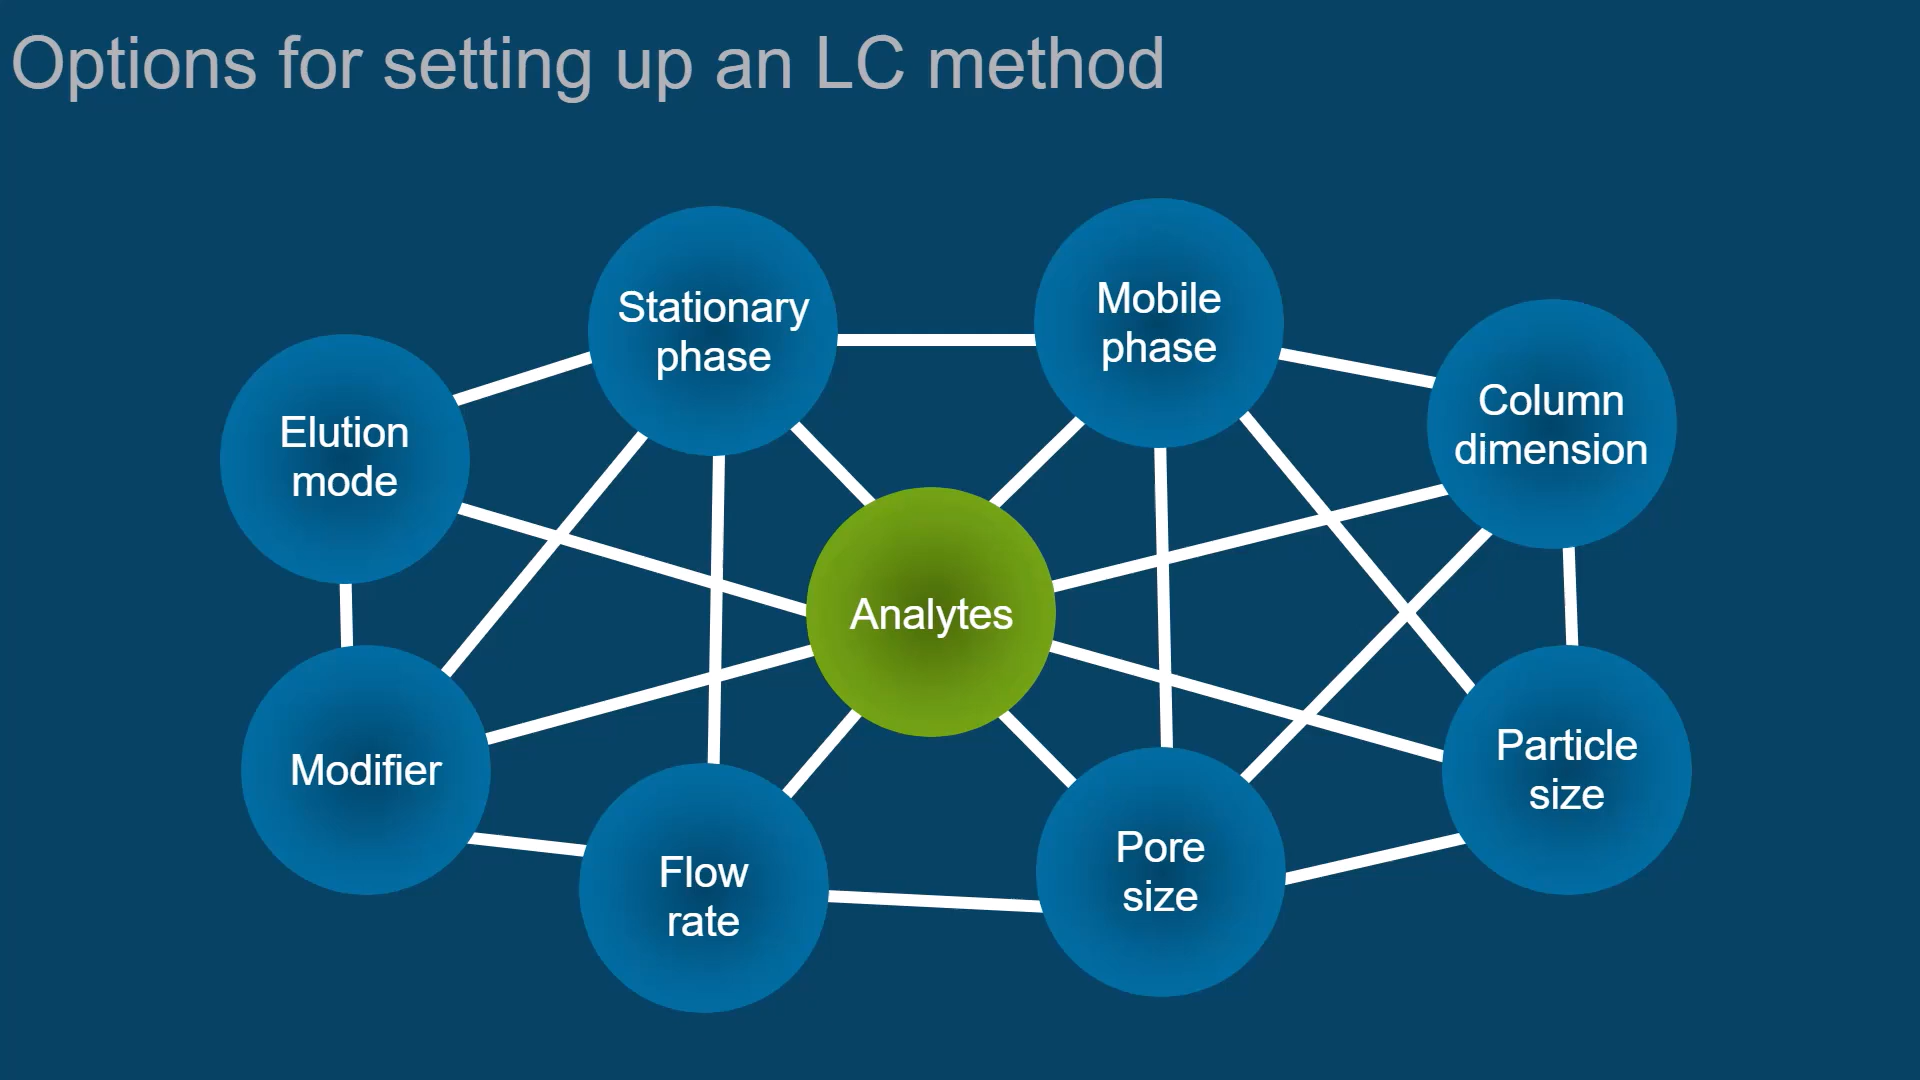 Options for setting up an LC method
Stationary
phase
Mobile
phase
Column
dimension
Elution
mode
Analytes
Modifier
Particle
size
Flow
rate
Pore
size